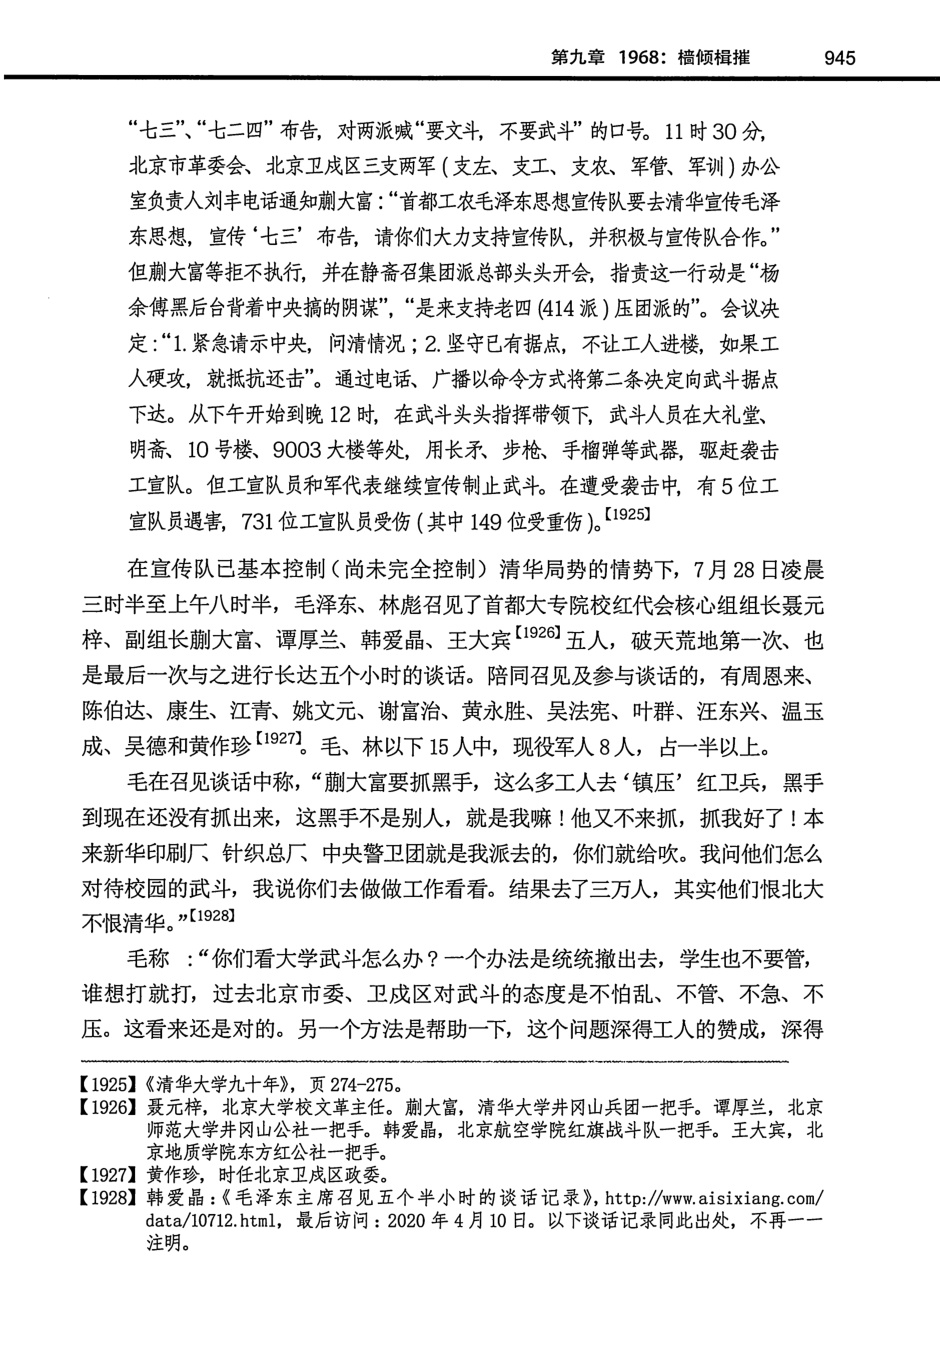 第九章 1968：樯倾楫摧 945
“七三”、“七二四”布告，对两派喊“要文斗，不要武斗”的口号。11 时 30 分，
北京市革委会、北京卫戍区三支两军（支左、支工、支农、军管、军训）办公
室负责人刘丰电话通知蒯大富：“首都工农毛泽东思想宣传队要去清华宣传毛泽
东思想，宣传‘七三’布告，请你们大力支持宣传队，并积极与宣传队合作。”
但蒯大富等拒不执行，并在静斋召集团派总部头头开会，指责这一行动是“杨
余傅黑后台背着中央搞的阴谋”，“是来支持老四 (414 派 ) 压团派的”。会议决
定：“1. 紧急请示中央，问清情况；2. 坚守已有据点，不让工人进楼，如果工
人硬攻，就抵抗还击”。通过电话、广播以命令方式将第二条决定向武斗据点
下达。从下午开始到晚 12 时，在武斗头头指挥带领下，武斗人员在大礼堂、
明斋、10 号楼、9003 大楼等处，用长矛、步枪、手榴弹等武器，驱赶袭击
工宣队。但工宣队员和军代表继续宣传制止武斗。在遭受袭击中，有 5 位工
宣队员遇害，731 位工宣队员受伤 ( 其中 149 位受重伤 )。【1925】
在宣传队已基本控制（尚未完全控制）清华局势的情势下，7 月 28 日凌晨
三时半至上午八时半，毛泽东、林彪召见了首都大专院校红代会核心组组长聂元
梓、副组长蒯大富、谭厚兰、韩爱晶、王大宾【1926】五人，破天荒地第一次、也
是最后一次与之进行长达五个小时的谈话。陪同召见及参与谈话的，有周恩来、
陈伯达、康生、江青、姚文元、谢富治、黄永胜、吴法宪、叶群、汪东兴、温玉
成、吴德和黄作珍【1927】。毛、林以下 15 人中，现役军人 8 人，占一半以上。
毛在召见谈话中称，“蒯大富要抓黑手，这么多工人去‘镇压’红卫兵，黑手
到现在还没有抓出来，这黑手不是别人，就是我嘛！他又不来抓，抓我好了！本
来新华印刷厂、针织总厂、中央警卫团就是我派去的，你们就给吹。我问他们怎么
对待校园的武斗，我说你们去做做工作看看。结果去了三万人，其实他们恨北大
不恨清华。”【1928】
毛称 ：“你们看大学武斗怎么办？一个办法是统统撤出去，学生也不要管，
谁想打就打，过去北京市委、卫戍区对武斗的态度是不怕乱、不管、不急、不
压。这看来还是对的。另一个方法是帮助一下，这个问题深得工人的赞成，深得
【1925】《清华大学九十年》，页 274-275。
【1926】聂元梓，北京大学校文革主任。蒯大富，清华大学井冈山兵团一把手。谭厚兰，北京
师范大学井冈山公社一把手。韩爱晶，北京航空学院红旗战斗队一把手。王大宾，北
京地质学院东方红公社一把手。
【1927】黄作珍，时任北京卫戍区政委。
【1928】韩爱晶：《毛泽东主席召见五个半小时的谈话记录》，http://www.aisixiang.com/
data/10712.html，最后访问：2020 年 4 月 10 日。以下谈话记录同此出处，不再一一
注明。